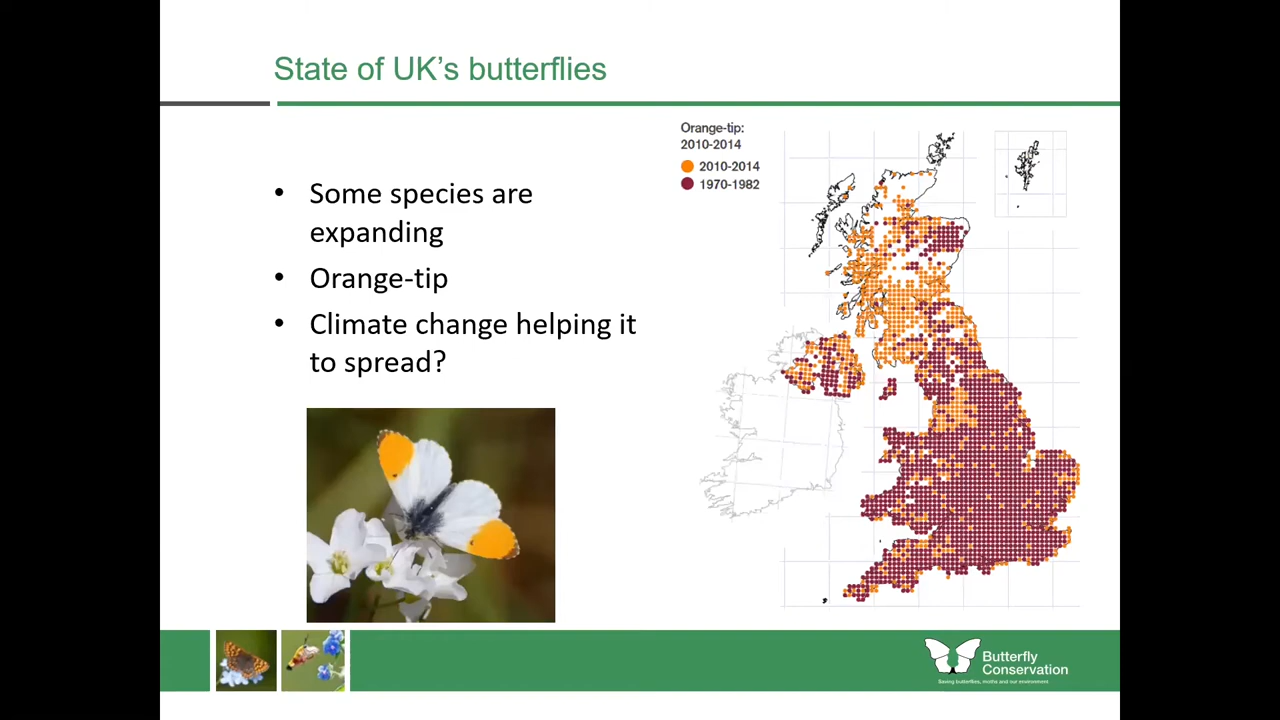 State of UK's butterflies
Orange-tip:
2010-2014
2010-2014
1970-1982
• Some species are
expanding
• Orange-tip
• Climate change helping it
to spread?
Butterfly
Conservation
Saving butterflies, moths and our environment